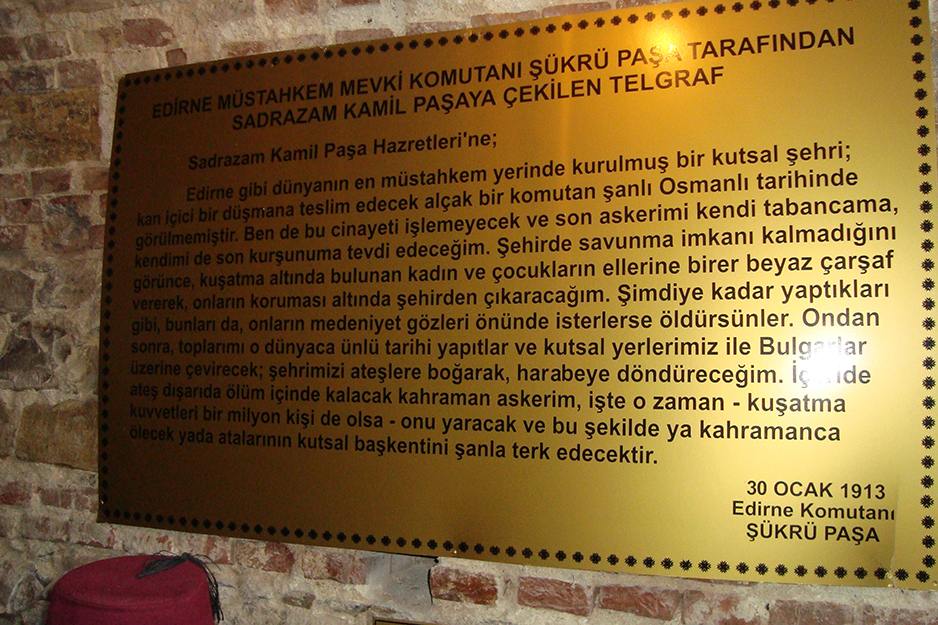 EDİRNE MÜSTAHKEM MEVKİ KOMUTANI ŞÜKRÜ PAŞA TARAFINDAN
SADRAZAM KAMİL PAŞAYA ÇEKİLEN TELGRAF
Sadrazam Kamil Paşa Hazretleri'ne;
Edirne gibi dünyanın en müstahkem yerinde kurulmuş bir kutsal şehri;
kan içici bir düşmana teslim edecek alçak bir komutan şanlı Osmanlı tarihinde
görülmemiştir. Ben de bu cinayeti işlemeyecek ve son askerimi kendi tabancama,
kendimi de son kurşunuma tevdi edeceğim. Şehirde savunma imkanı kalmadığını
görünce, kuşatma altında bulunan kadın ve çocukların ellerine birer beyaz çarşaf
vererek, onların koruması altında şehirden çıkaracağım. Şimdiye kadar yaptıkları
gibi, bunları da, onların medeniyet gözleri önünde isterlerse öldürsünler. Ondan
sonra, toplarımı o dünyaca ünlü tarihi yapıtlar ve kutsal yerlerimiz ile Bulgarlar
üzerine çevirecek; şehrimizi ateşlere boğarak, harabeye döndüreceğim. İçeride
ateş dışarıda ölüm içinde kalacak kahraman askerim, işte o zaman - kuşatma
kuvvetleri bir milyon kişi de olsa - onu yaracak ve bu şekilde ya kahramanca
ölecek yada atalarının kutsal başkentini şanla terk edecektir.
30 OCAK 1913
Edirne Komutanı
ŞÜKRÜ PAŞA